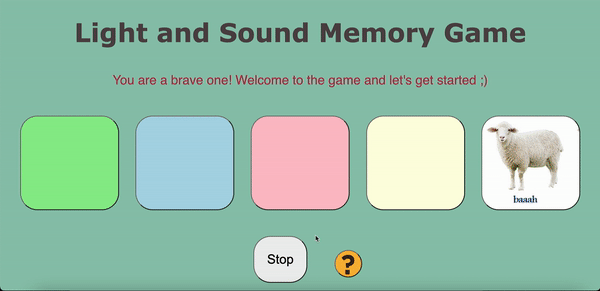 Light and Sound Memory Game
You are a brave one! Welcome to the game and let's get started ;)
baaah
Stop
?